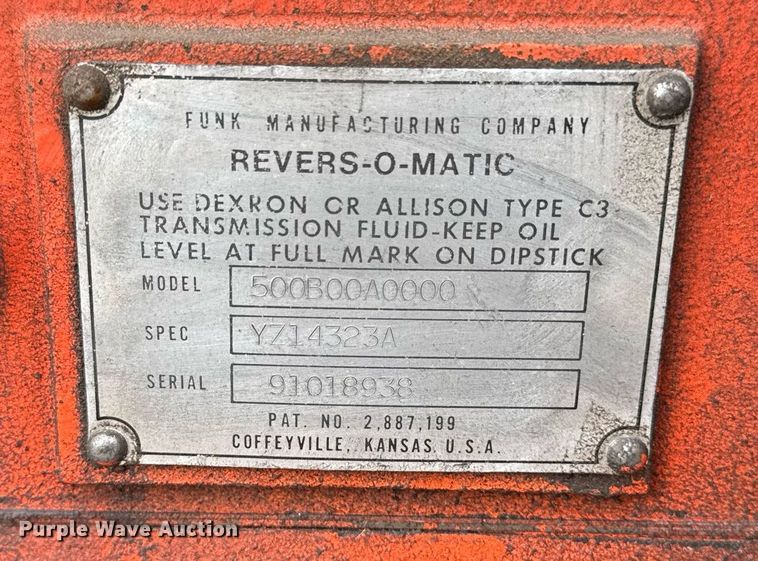 FUNK MANUFACTURING COMPANY
REVERS-O-MATIC
USE DEXRON OR ALLISON TYPE C3
TRANSMISSION FLUID-KEEP OIL
LEVEL AT FULL MARK ON DIPSTICK
MODEL 500B00A0000
SPEC YZ14323A
SERIAL 91018938
PAT. NO. 2,887,199
COFFEYVILLE, KANSAS, U.S.A.
Purple Wave Auction